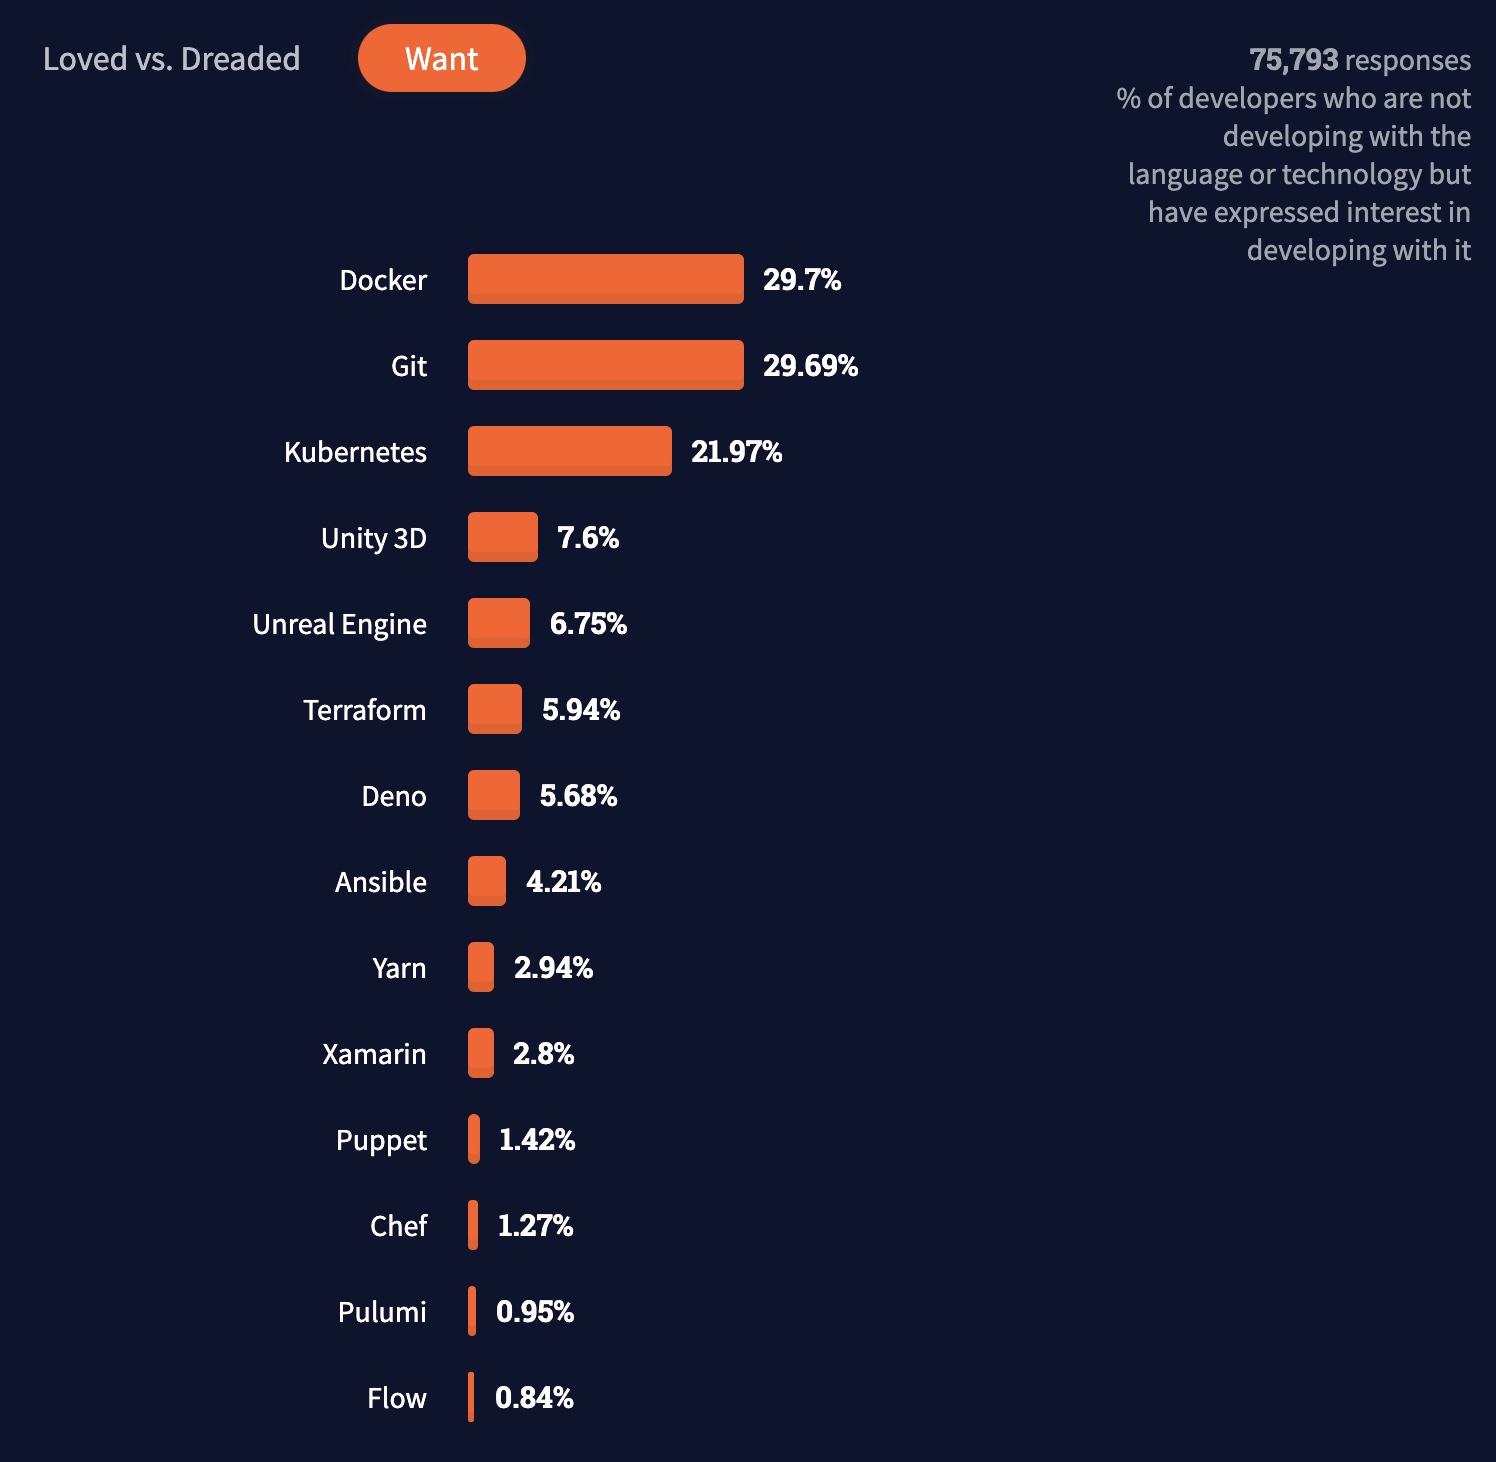 Loved vs. Dreaded
Want
75,793 responses
% of developers who are not
developing with the
language or technology but
have expressed interest in
developing with it
Docker 29.7%
Git 29.69%
Kubernetes 21.97%
Unity 3D 7.6%
Unreal Engine 6.75%
Terraform 5.94%
Deno 5.68%
Ansible 4.21%
Yarn 2.94%
Xamarin 2.8%
Puppet 1.42%
Chef 1.27%
Pulumi 0.95%
Flow 0.84%